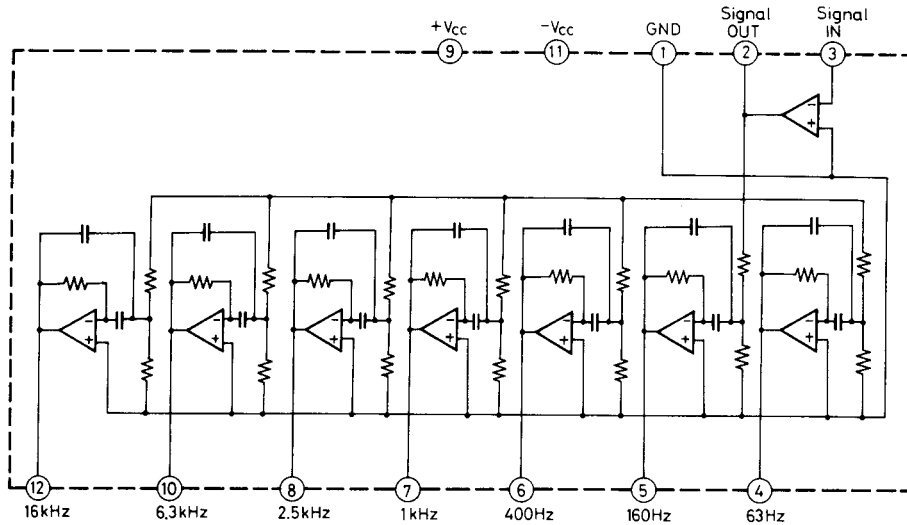 Signal OUT
Signal IN
+Vcc
-Vcc
GND
9
11
1
2
3
-
+
-
+
-
+
-
+
-
+
-
+
-
+
-
+
12
10
8
7
6
5
4
16kHz
6.3kHz
2.5kHz
1kHz
400Hz
160Hz
63Hz